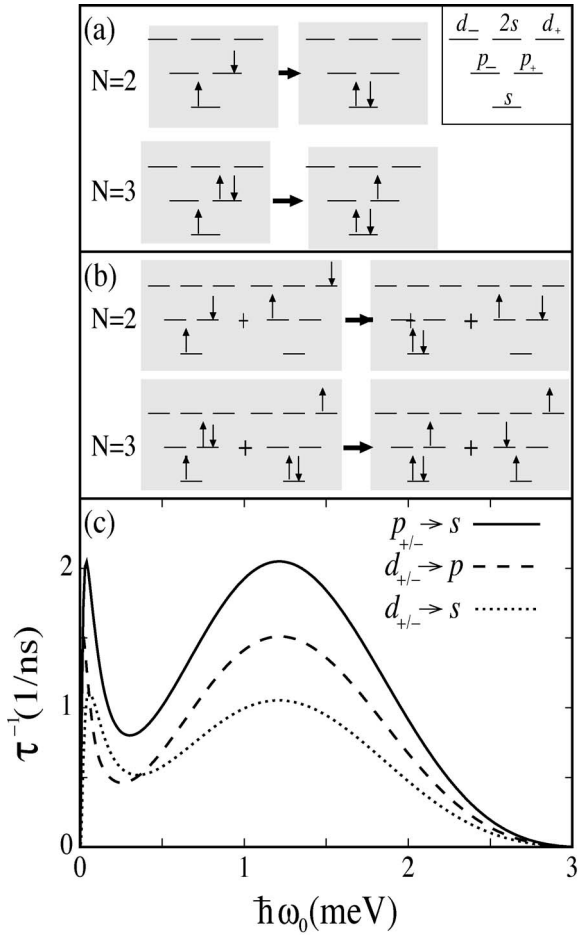 (a)
d₋ 2s d₊
p₋ p₊
s
N=2
N=3
(b)
N=2
+
+
+
N=3
+
+
(c)
p₊/₋ → s
d₊/₋ → p
d₊/₋ → s
τ⁻¹(1/ns)
2
1
0
0 1 2 3
ħω₀(meV)